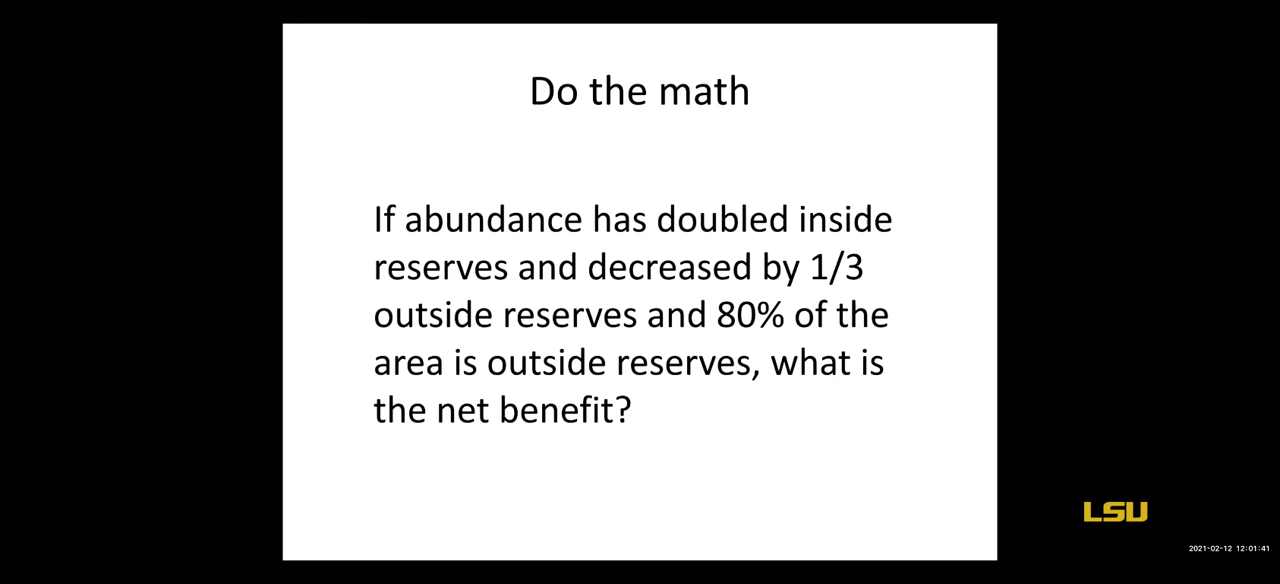 Do the math
If abundance has doubled inside
reserves and decreased by 1/3
outside reserves and 80% of the
area is outside reserves, what is
the net benefit?
LSU
2021-02-12 12:01:41